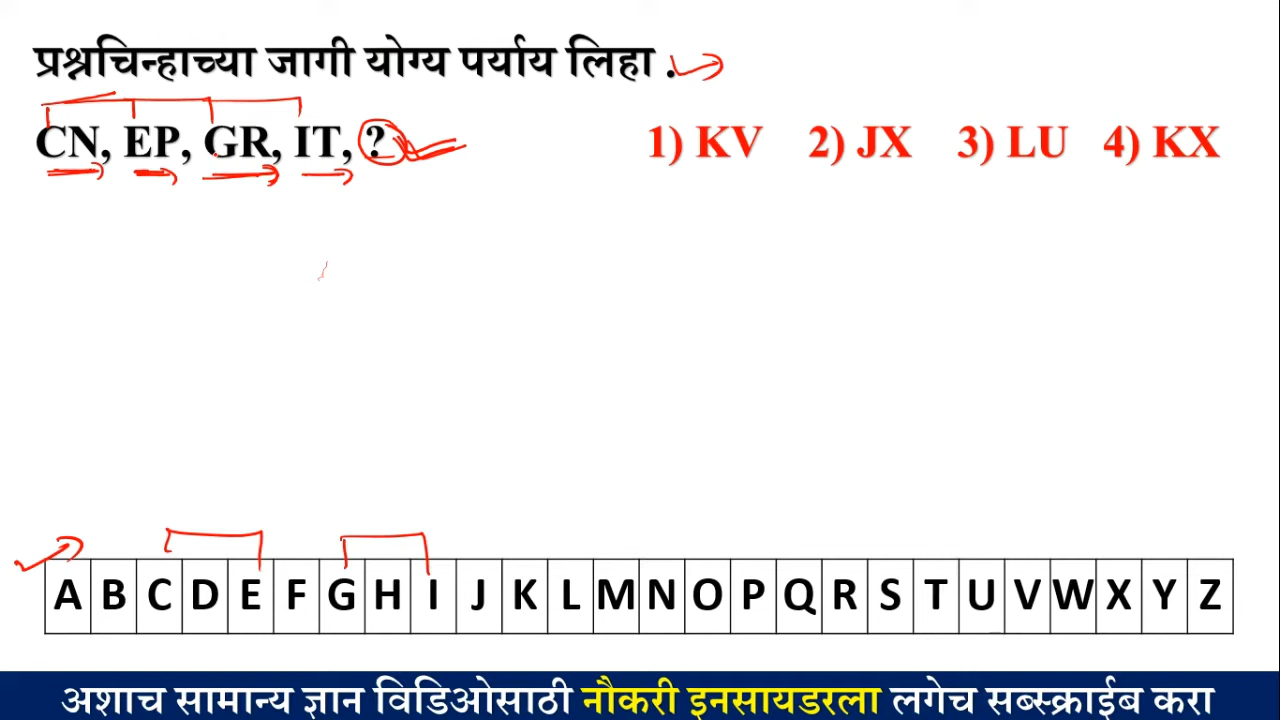 प्रश्नचिन्हाच्या जागी योग्य पर्याय लिहा .
CN, EP, GR, IT, ? 1) KV 2) JX 3) LU 4) KX
A B C D E F G H I J K L M N O P Q R S T U V W X Y Z
अशाच सामान्य ज्ञान विडिओसाठी नौकरी इनसायडरला लगेच सब्स्क्राईब करा